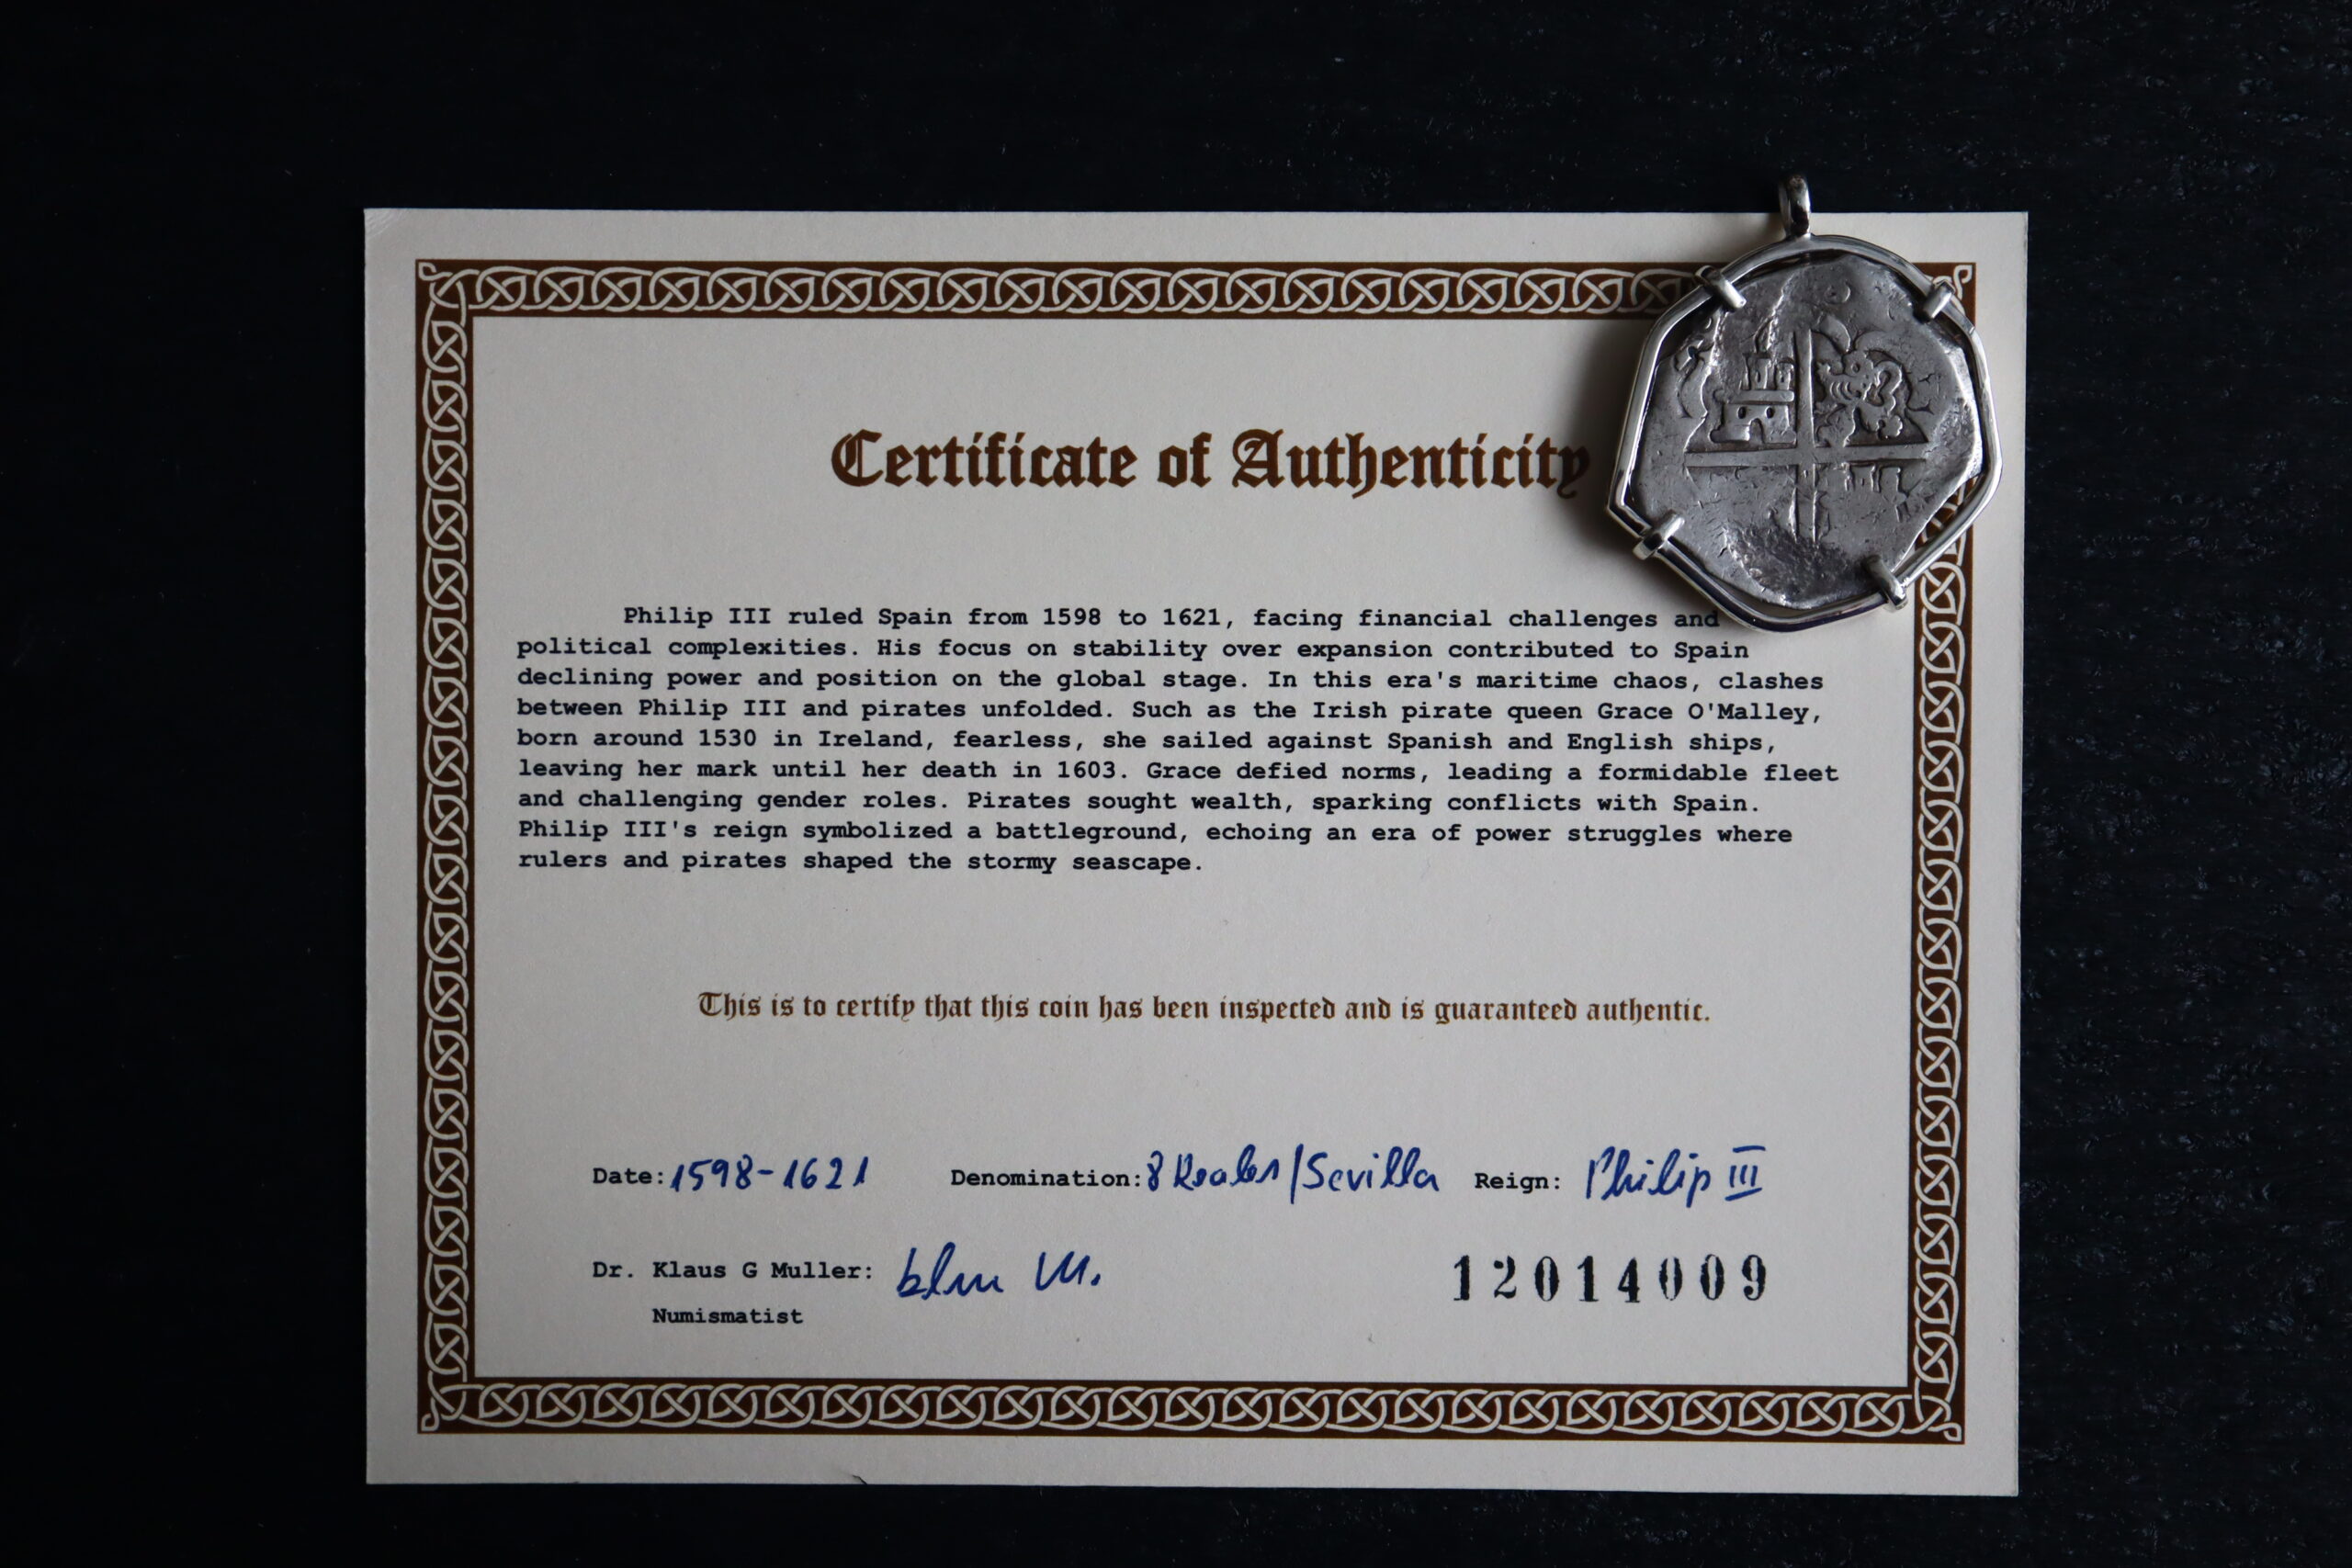 Certificate of Authenticity
Philip III ruled Spain from 1598 to 1621, facing financial challenges and
political complexities. His focus on stability over expansion contributed to Spain
declining power and position on the global stage. In this era's maritime chaos, clashes
between Philip III and pirates unfolded. Such as the Irish pirate queen Grace O'Malley,
born around 1530 in Ireland, fearless, she sailed against Spanish and English ships,
leaving her mark until her death in 1603. Grace defied norms, leading a formidable fleet
and challenging gender roles. Pirates sought wealth, sparking conflicts with Spain.
Philip III's reign symbolized a battleground, echoing an era of power struggles where
rulers and pirates shaped the stormy seascape.
This is to certify that this coin has been inspected and is guaranteed authentic.
Date: 1598-1621 Denomination: 8 Reales/Sevilla Reign: Philip III
Dr. Klaus G Muller: 12014009
Numismatist